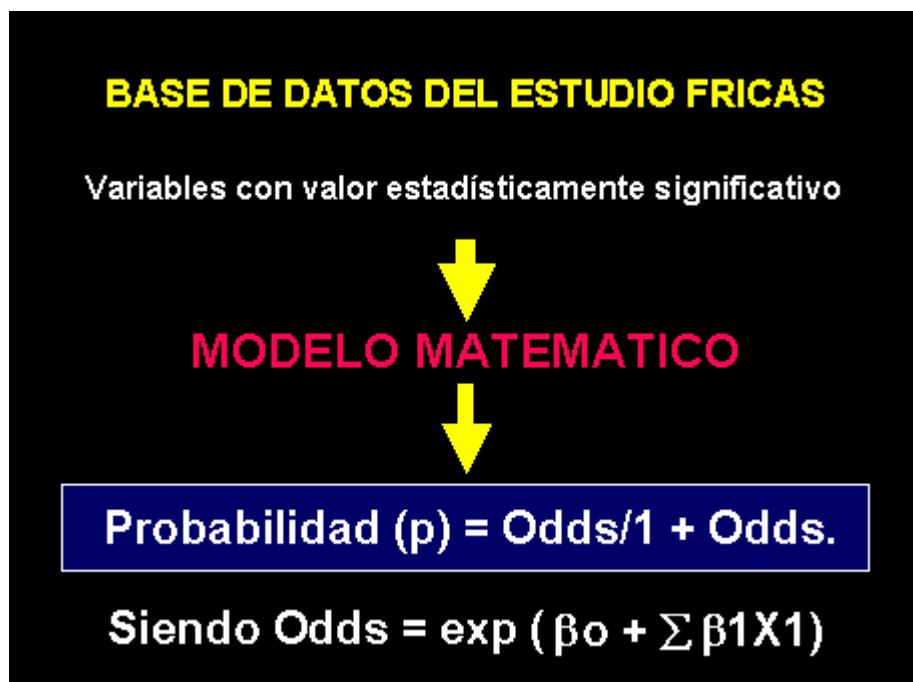 BASE DE DATOS DEL ESTUDIO FRICAS
Variables con valor estadísticamente significativo
MODELO MATEMATICO
Probabilidad (p) = Odds/1 + Odds.
Siendo Odds = exp ( βo + Σ β1X1)